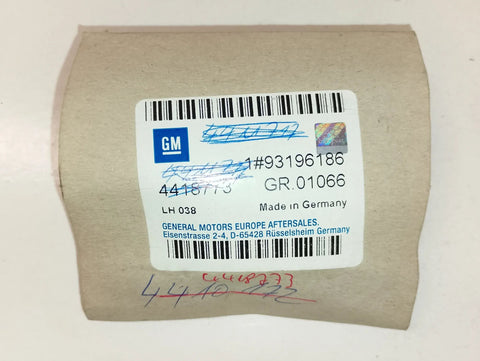 GM
1#93196186
4418773 GR.01066
LH 038 Made in Germany
GENERAL MOTORS EUROPE AFTERSALES.
Eisenstrasse 2-4, D-65428 Rüsselsheim Germany
4418773